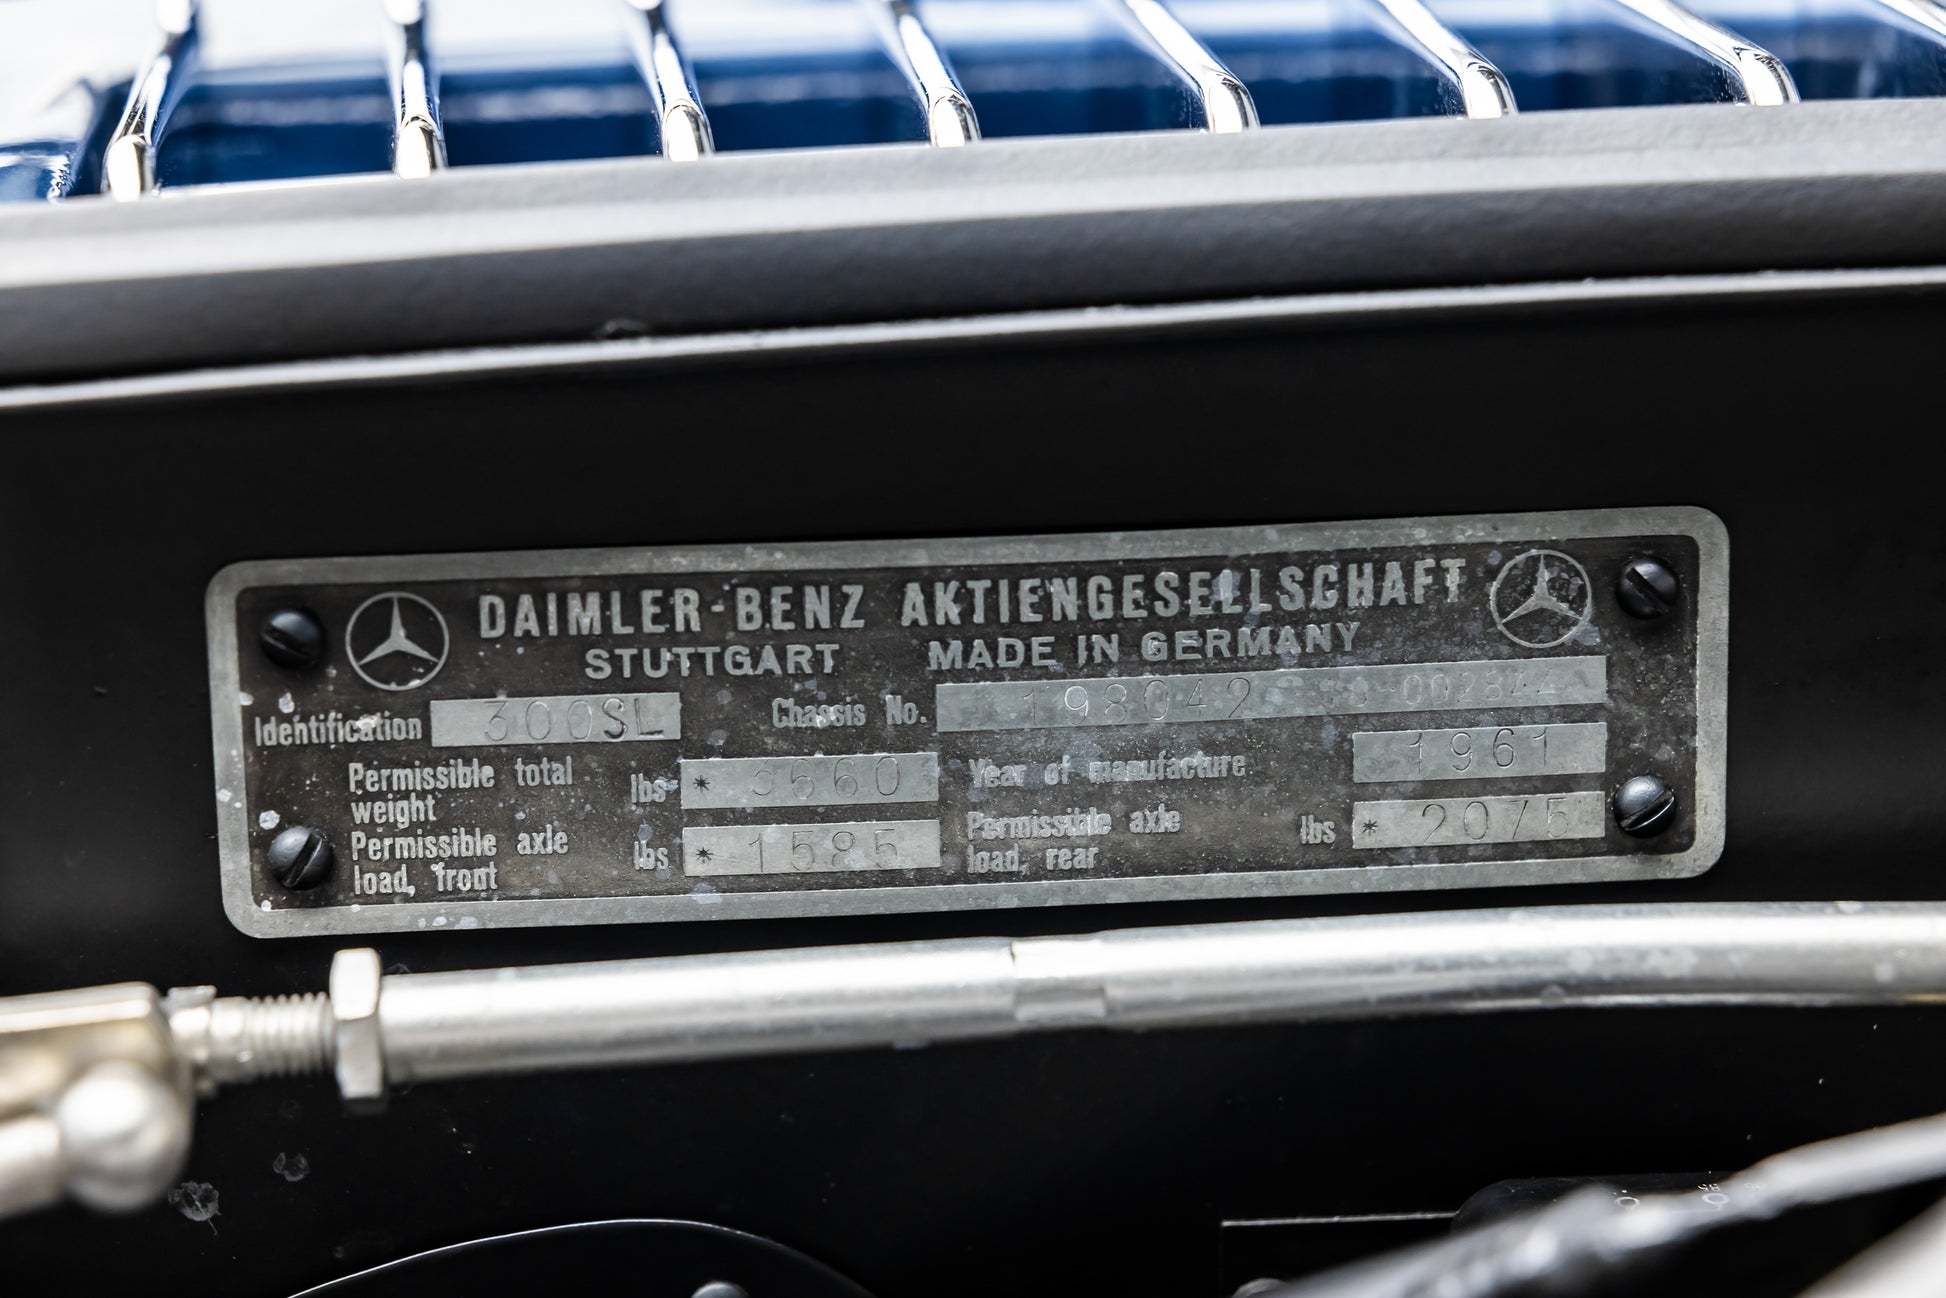 DAIMLER-BENZ AKTIENGESELLSCHAFT
STUTTGART MADE IN GERMANY
Identification 300SL Chassis No. 198042
Permissible total weight lbs * 3660 Year of manufacture 1961
Permissible axle load, front lbs * 1585 Permissible axle load, rear lbs * 2075